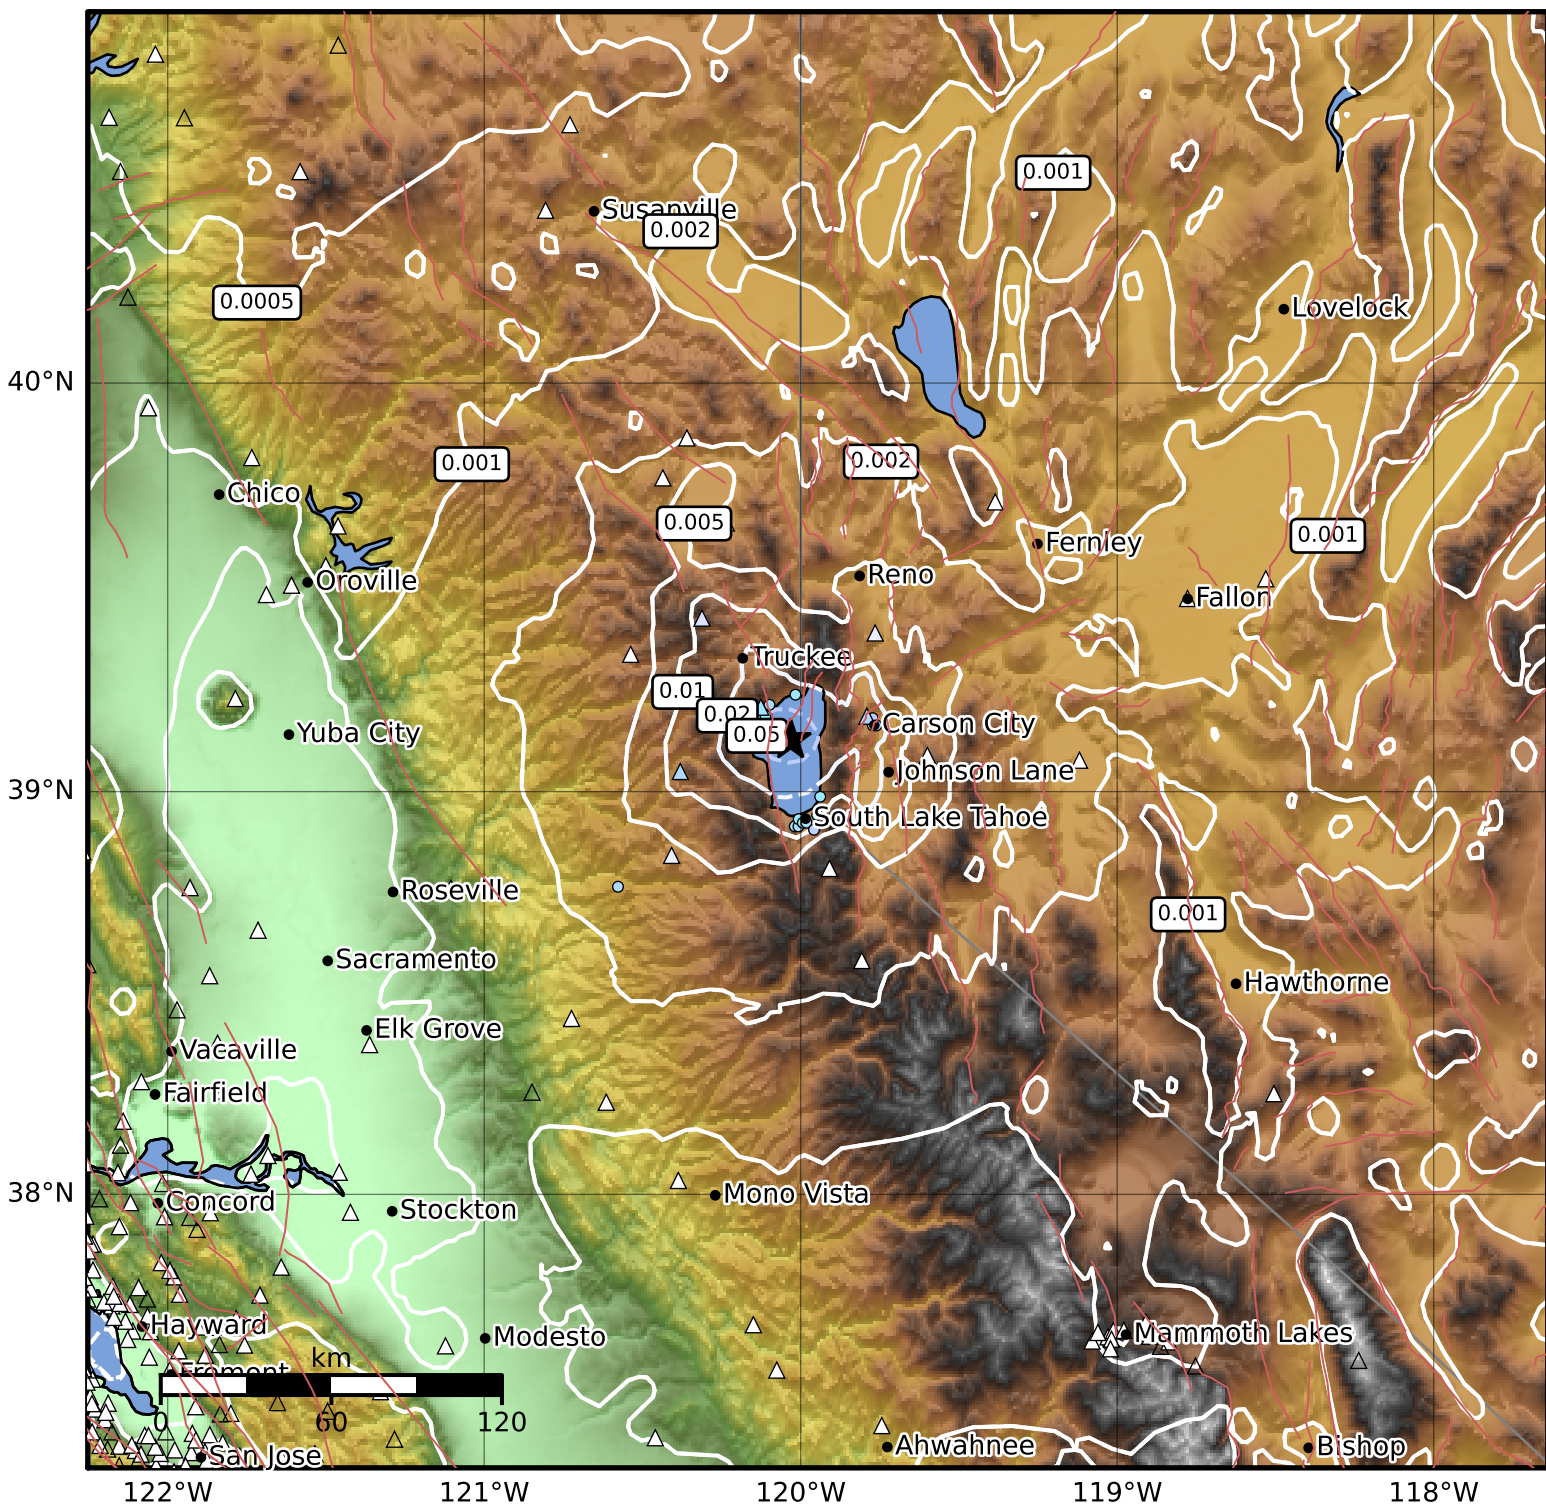 0.001
Susanville
0.002
0.0005
Lovelock
40°N
0.001
0.002
Chico
0.005
0.001
Fernley
Oroville
Reno
Fallon
Truckee
0.01
0.02
0.05
Yuba City
Carson City
Johnson Lane
39°N
South Lake Tahoe
Roseville
0.001
Sacramento
Hawthorne
Elk Grove
Vacaville
Fairfield
38°N
Mono Vista
Concord
Stockton
Hayward
Modesto
Mammoth Lakes
km
Fremont
0 60 120
Ahwahnee
Bishop
San Jose
122°W 121°W 120°W 119°W 118°W